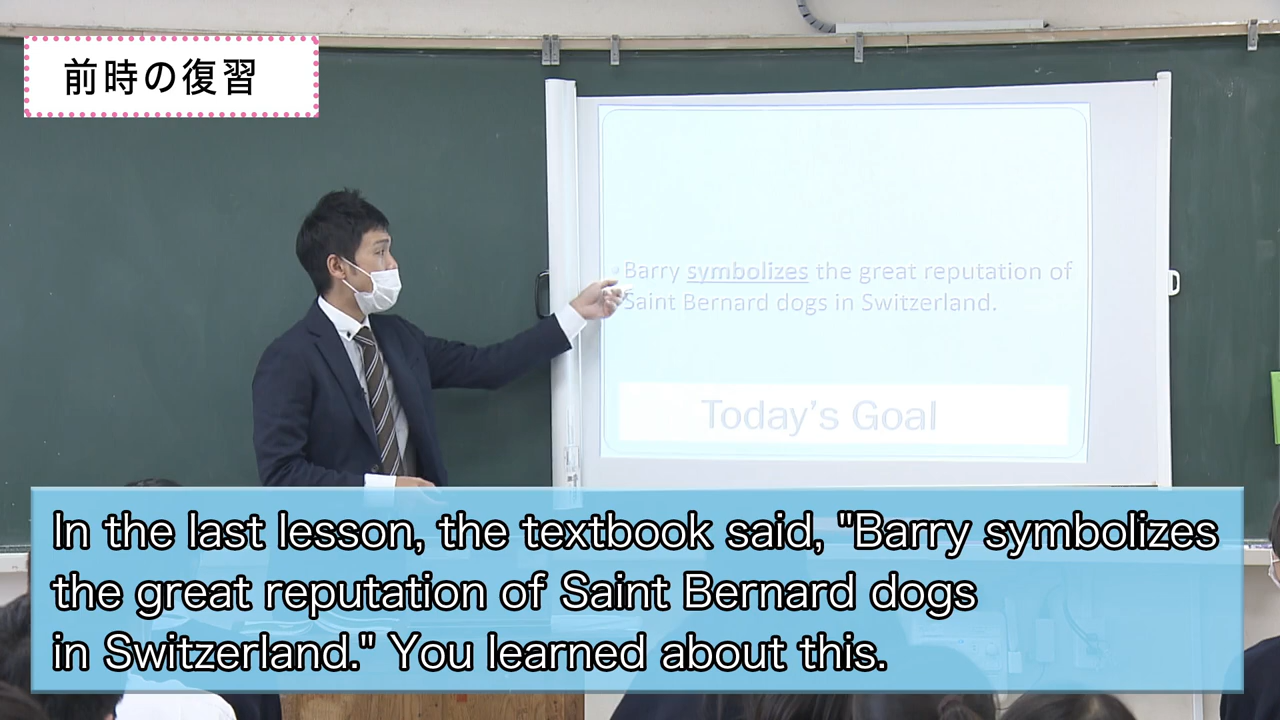 前時の復習
Barry symbolizes the great reputation of
Saint Bernard dogs in Switzerland.
Today's Goal
In the last lesson, the textbook said, "Barry symbolizes
the great reputation of Saint Bernard dogs
in Switzerland." You learned about this.